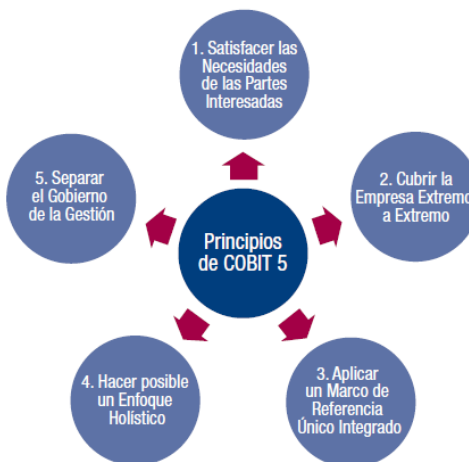 1. Satisfacer las
Necesidades
de las Partes
Interesadas
2. Cubrir la
Empresa Extremo
a Extremo
3. Aplicar
un Marco de
Referencia
Único Integrado
4. Hacer posible
un Enfoque
Holístico
5. Separar
el Gobierno
de la Gestión
Principios
de COBIT 5